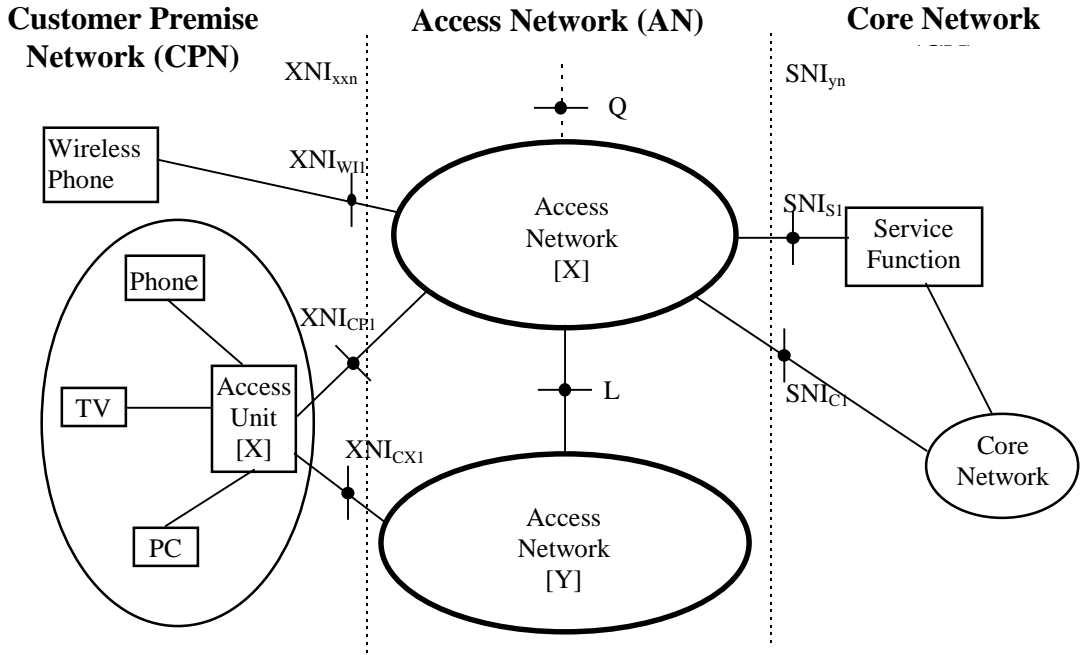 Customer Premise
Network (CPN)
Access Network (AN)
Core Network
XNIxxn
SNIyn
Q
Wireless
Phone
XNIWI1
Access
Network
[X]
SNIS1
Service
Function
Phone
XNICP1
Access
Unit
[X]
TV
L
SNIC1
XNICX1
Core
Network
PC
Access
Network
[Y]